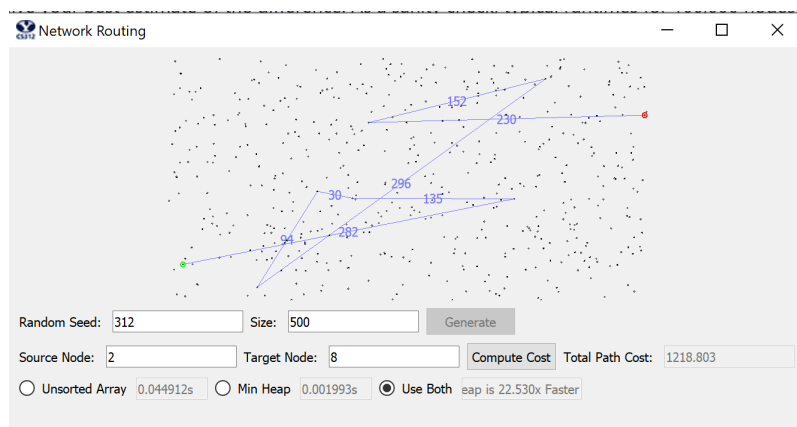 Network Routing
152
230
296
30
135
94
282
Random Seed: 312 Size: 500 Generate
Source Node: 2 Target Node: 8 Compute Cost Total Path Cost: 1218.803
Unsorted Array 0.044912s Min Heap 0.001993s Use Both eap is 22.530x Faster